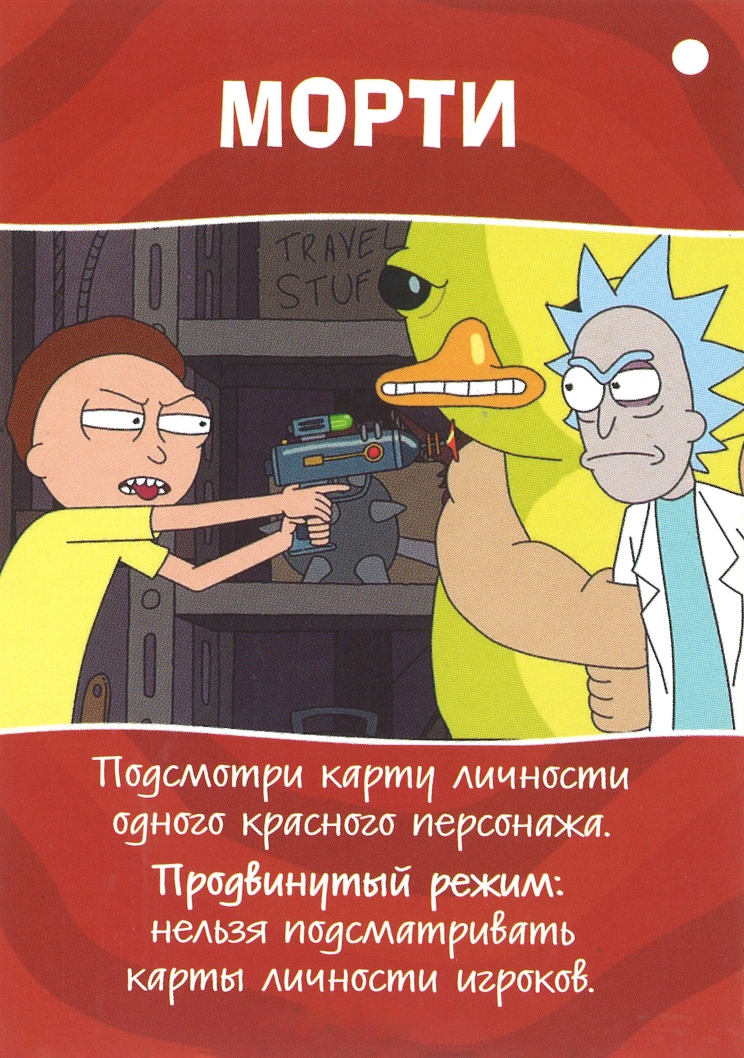 МОРТИ
TRAVEL
STUF
Подсмотри карту личности
одного красного персонажа.
Продвинутый режим:
нельзя подсматривать
карты личности игроков.